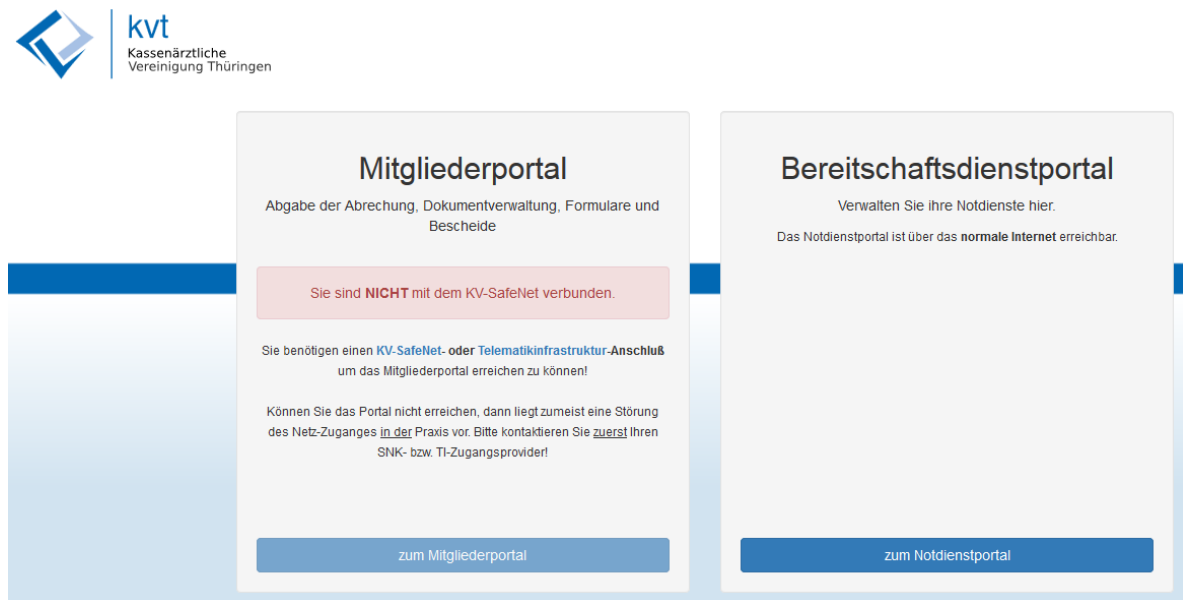 kvt
Kassenärztliche
Vereinigung Thüringen
Mitgliederportal
Abgabe der Abrechung, Dokumentverwaltung, Formulare und
Bescheide
Sie sind NICHT mit dem KV-SafeNet verbunden.
Sie benötigen einen KV-SafeNet- oder Telematikinfrastruktur-Anschluß
um das Mitgliederportal erreichen zu können!
Können Sie das Portal nicht erreichen, dann liegt zumeist eine Störung
des Netz-Zuganges in der Praxis vor. Bitte kontaktieren Sie zuerst Ihren
SNK- bzw. TI-Zugangsprovider!
zum Mitgliederportal
Bereitschaftsdienstportal
Verwalten Sie ihre Notdienste hier.
Das Notdienstportal ist über das normale Internet erreichbar.
zum Notdienstportal